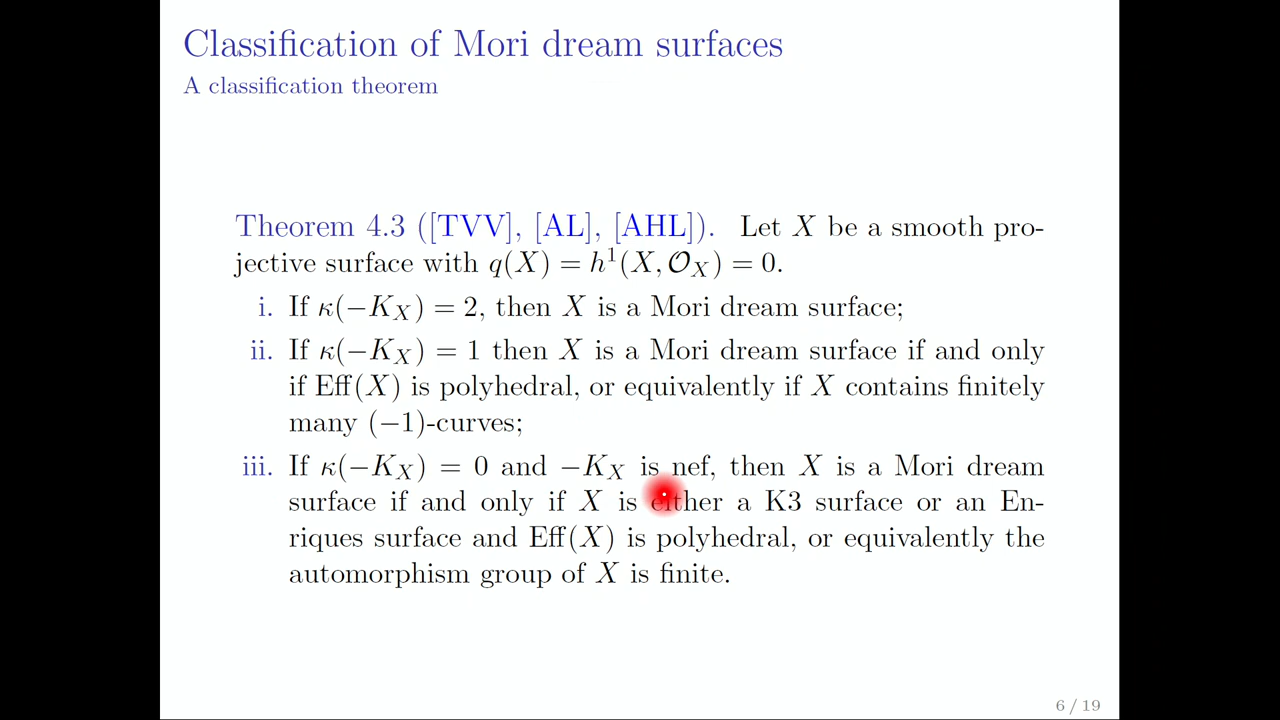 Classification of Mori dream surfaces
A classification theorem
Theorem 4.3 ([TVV], [AL], [AHL]). Let X be a smooth pro-
jective surface with q(X) = h¹(X, 𝒪_X) = 0.
i. If κ(−K_X) = 2, then X is a Mori dream surface;
ii. If κ(−K_X) = 1 then X is a Mori dream surface if and only
if Eff(X) is polyhedral, or equivalently if X contains finitely
many (−1)-curves;
iii. If κ(−K_X) = 0 and −K_X is nef, then X is a Mori dream
surface if and only if X is either a K3 surface or an En-
riques surface and Eff(X) is polyhedral, or equivalently the
automorphism group of X is finite.
6 / 19